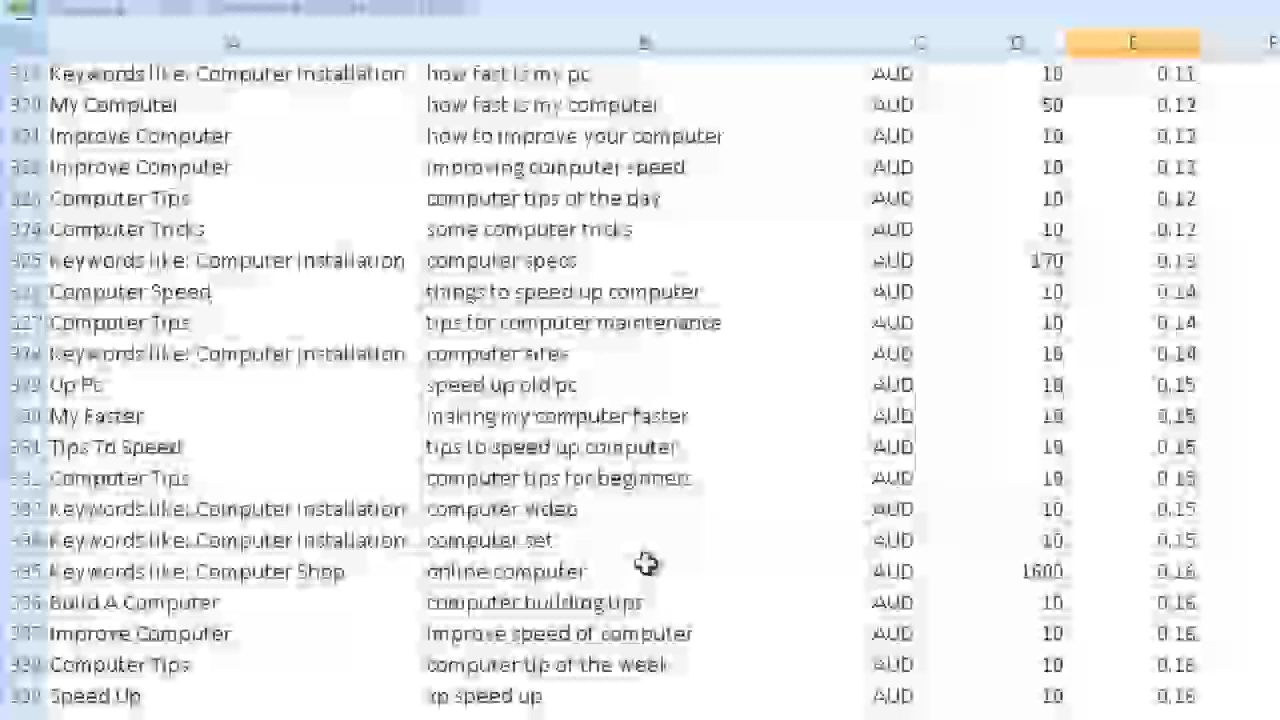 A B C D E F
Keywords like: Computer Installation how fast is my pc AUD 10 0.11
My Computer how fast is my computer AUD 50 0.12
Improve Computer how to improve your computer AUD 10 0.12
Improve Computer improving computer speed AUD 10 0.12
Computer Tips computer tips of the day AUD 10 0.12
Computer Tricks some computer tricks AUD 10 0.12
Keywords like: Computer Installation computer specs AUD 170 0.13
Computer Speed things to speed up computer AUD 10 0.14
Computer Tips tips for computer maintenance AUD 10 0.14
Keywords like: Computer Installation computer sites AUD 10 0.14
Up Pc speed up old pc AUD 10 0.15
My Faster making my computer faster AUD 10 0.15
Tips To Speed tips to speed up computer AUD 10 0.15
Computer Tips computer tips for beginners AUD 10 0.15
Keywords like: Computer Installation computer video AUD 10 0.15
Keywords like: Computer Installation computer set AUD 10 0.15
Keywords like: Computer Shop online computer AUD 1600 0.16
Build A Computer computer building tips AUD 10 0.16
Improve Computer improve speed of computer AUD 10 0.16
Computer Tips computer tip of the week AUD 10 0.16
Speed Up xp speed up AUD 10 0.16